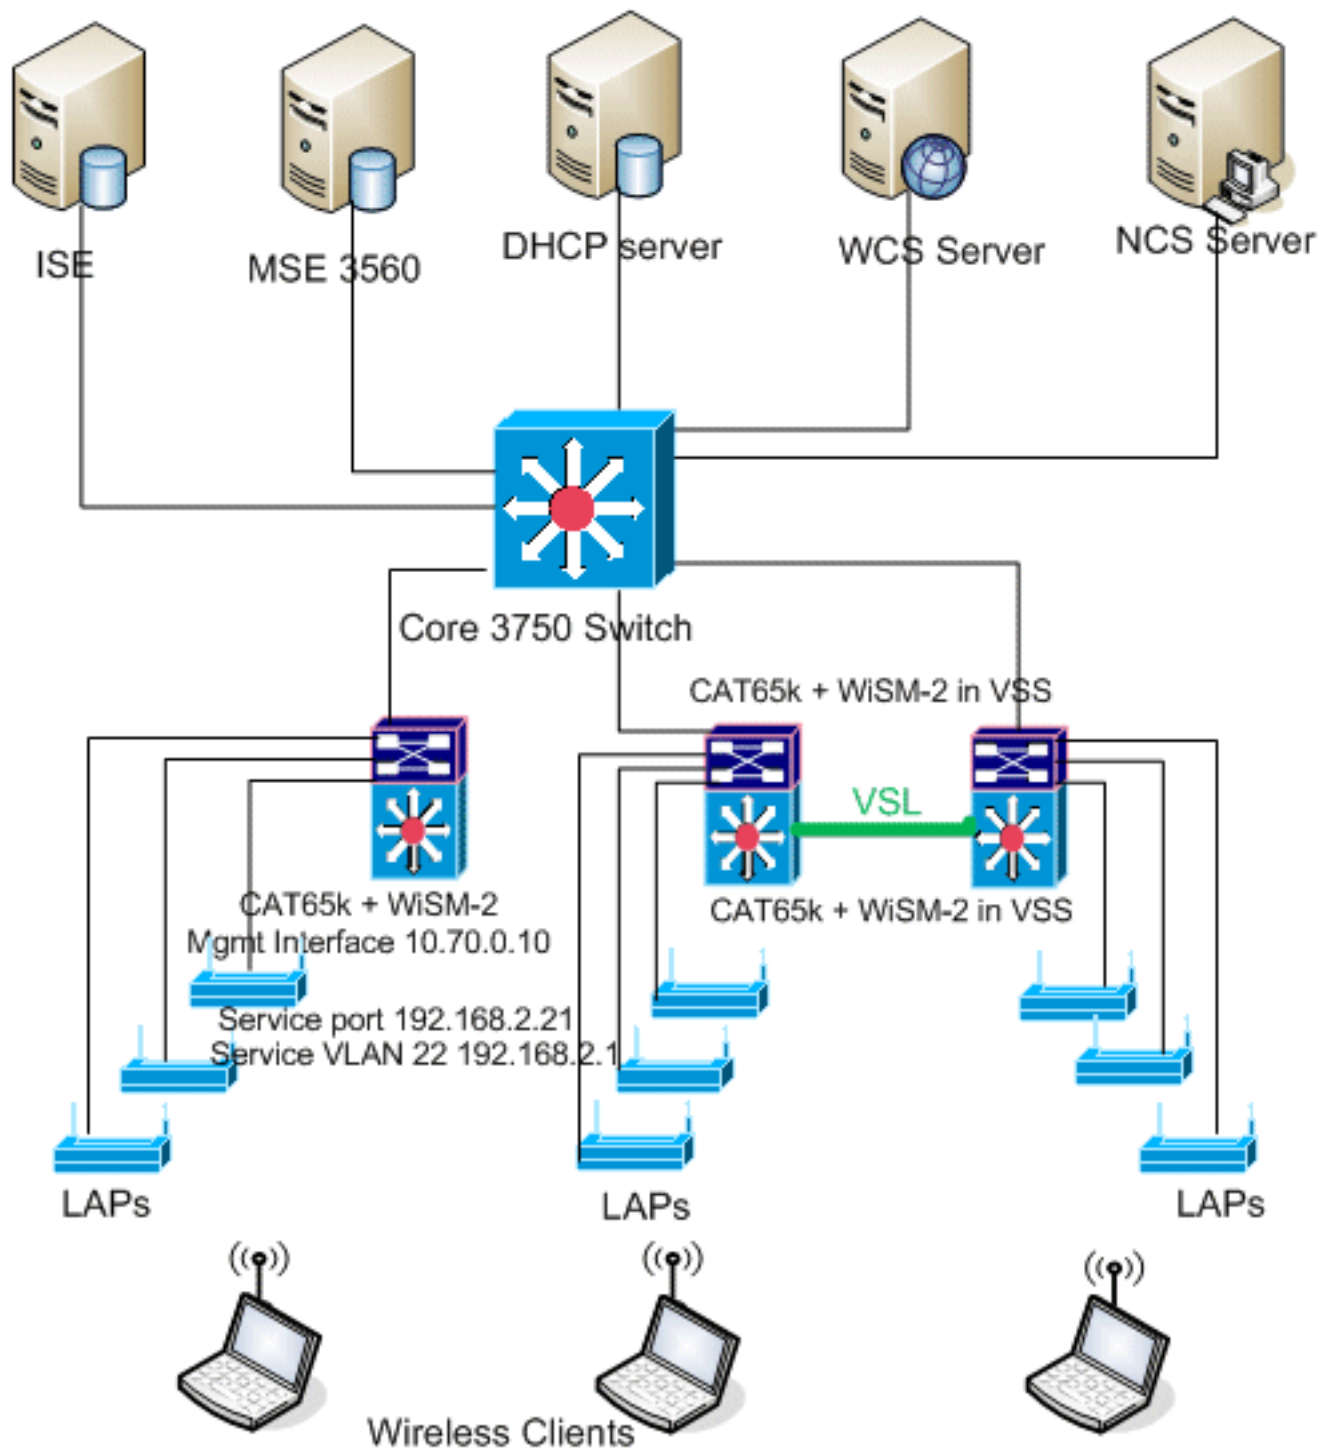 ISE
MSE 3560
DHCP server
WCS Server
NCS Server
Core 3750 Switch
CAT65k + WiSM-2 in VSS
VSL
CAT65k + WiSM-2
Mgmt Interface 10.70.0.10
CAT65k + WiSM-2 in VSS
Service port 192.168.2.21
Service VLAN 22 192.168.2.1
LAPs
LAPs
LAPs
Wireless Clients